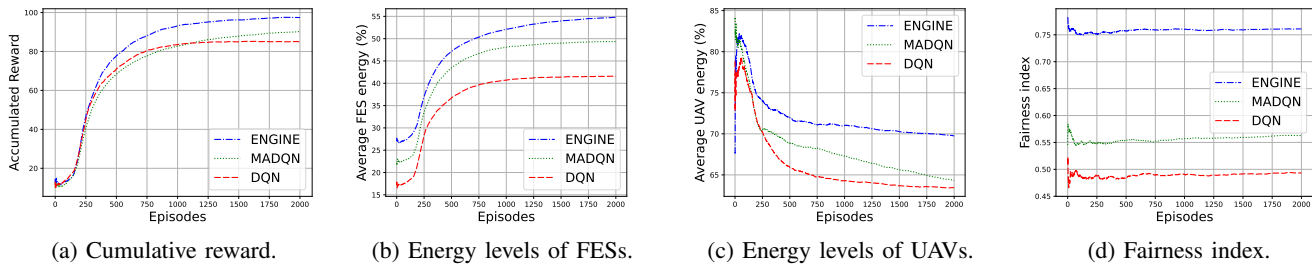 Accumulated Reward
100
80
60
40
20
0 250 500 750 1000 1250 1500 1750 2000
Episodes
ENGINE
MADQN
DQN
(a) Cumulative reward.
Average FES energy (%)
55
50
45
40
35
30
25
20
15
0 250 500 750 1000 1250 1500 1750 2000
Episodes
ENGINE
MADQN
DQN
(b) Energy levels of FESs.
Average UAV energy (%)
85
80
75
70
65
0 250 500 750 1000 1250 1500 1750 2000
Episodes
ENGINE
MADQN
DQN
(c) Energy levels of UAVs.
Fairness index
0.75
0.70
0.65
0.60
0.55
0.50
0.45
0 250 500 750 1000 1250 1500 1750 2000
Episodes
ENGINE
MADQN
DQN
(d) Fairness index.